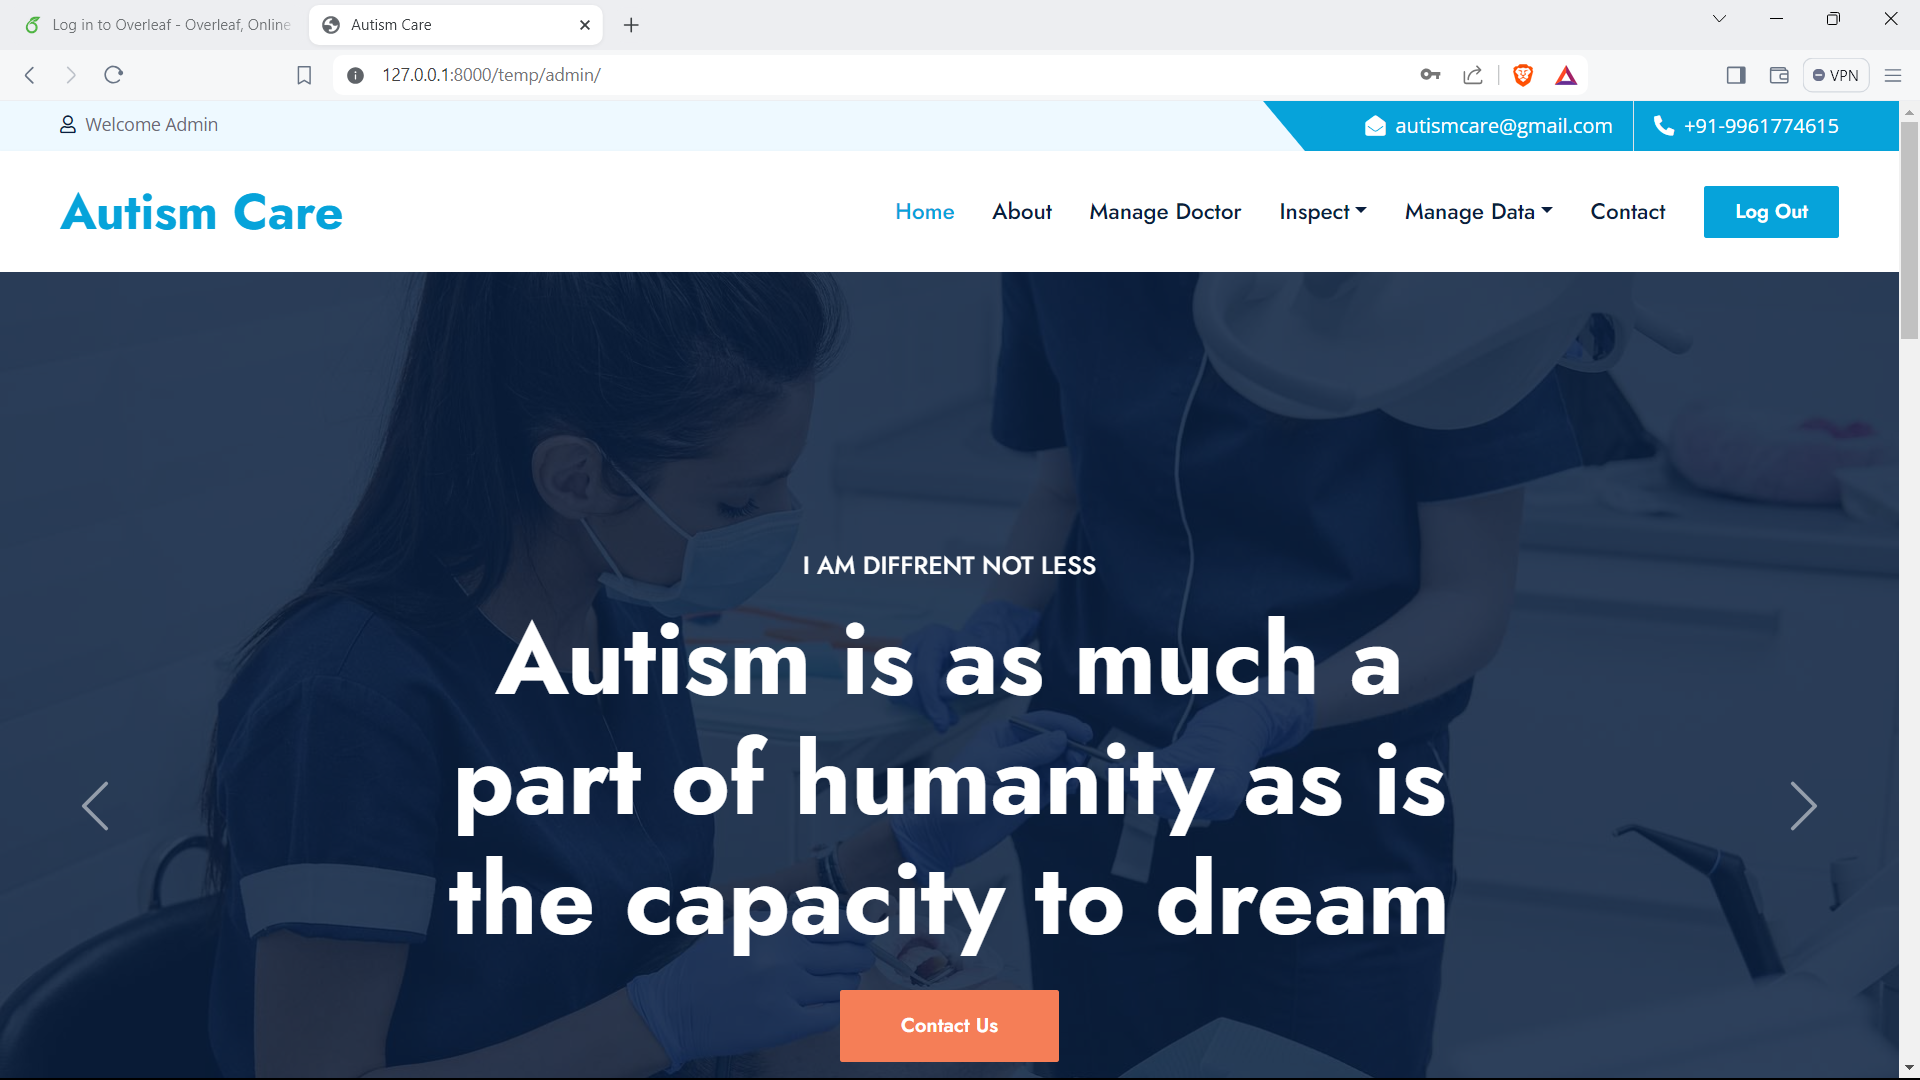 Log in to Overleaf - Overleaf, Online
Autism Care
127.0.0.1:8000/temp/admin/
VPN
Welcome Admin
autismcare@gmail.com
+91-9961774615
Autism Care
Home
About
Manage Doctor
Inspect
Manage Data
Contact
Log Out
I AM DIFFRENT NOT LESS
Autism is as much a
part of humanity as is
the capacity to dream
Contact Us